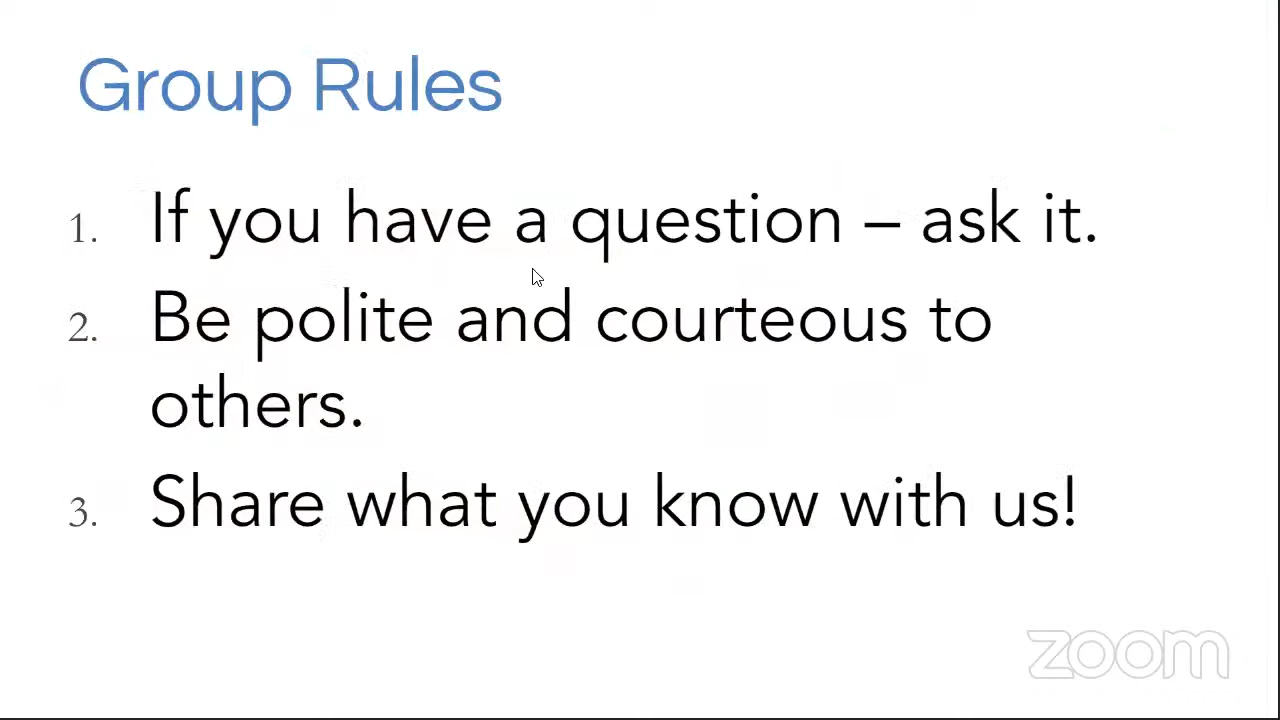 Group Rules
1. If you have a question – ask it.
2. Be polite and courteous to
others.
3. Share what you know with us!
zoom